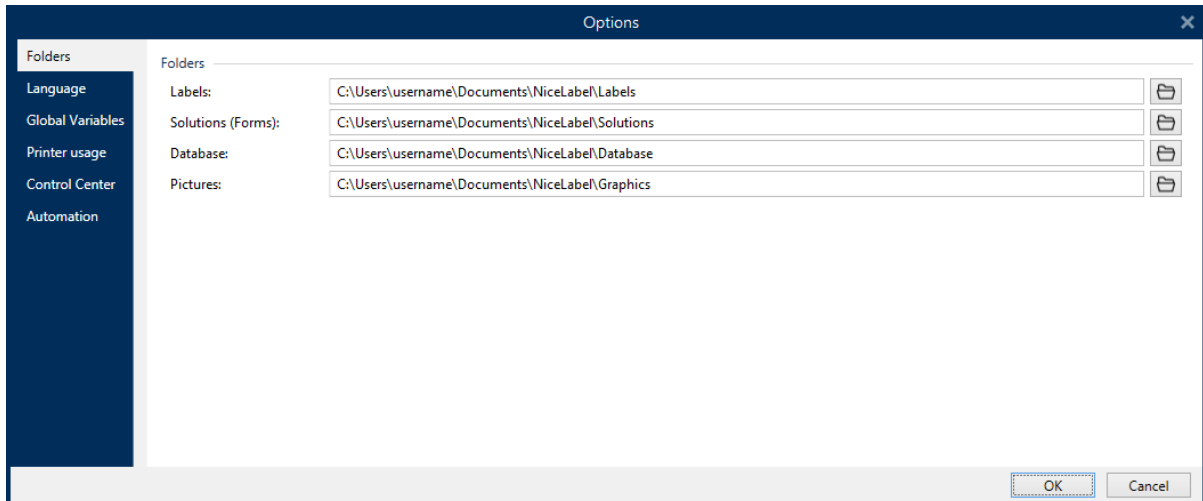 Options
Folders
Language
Global Variables
Printer usage
Control Center
Automation
Folders
Labels: C:\Users\username\Documents\NiceLabel\Labels
Solutions (Forms): C:\Users\username\Documents\NiceLabel\Solutions
Database: C:\Users\username\Documents\NiceLabel\Database
Pictures: C:\Users\username\Documents\NiceLabel\Graphics
OK Cancel